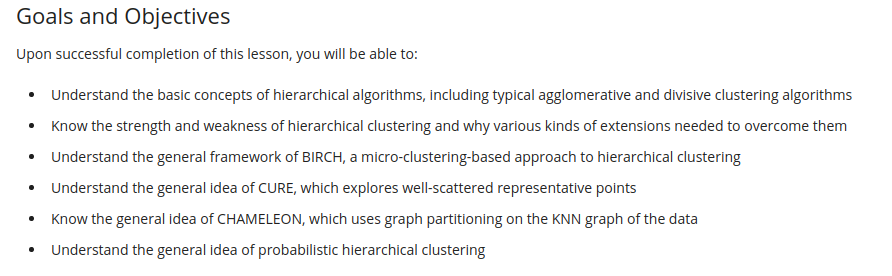 Goals and Objectives
Upon successful completion of this lesson, you will be able to:
• Understand the basic concepts of hierarchical algorithms, including typical agglomerative and divisive clustering algorithms
• Know the strength and weakness of hierarchical clustering and why various kinds of extensions needed to overcome them
• Understand the general framework of BIRCH, a micro-clustering-based approach to hierarchical clustering
• Understand the general idea of CURE, which explores well-scattered representative points
• Know the general idea of CHAMELEON, which uses graph partitioning on the KNN graph of the data
• Understand the general idea of probabilistic hierarchical clustering